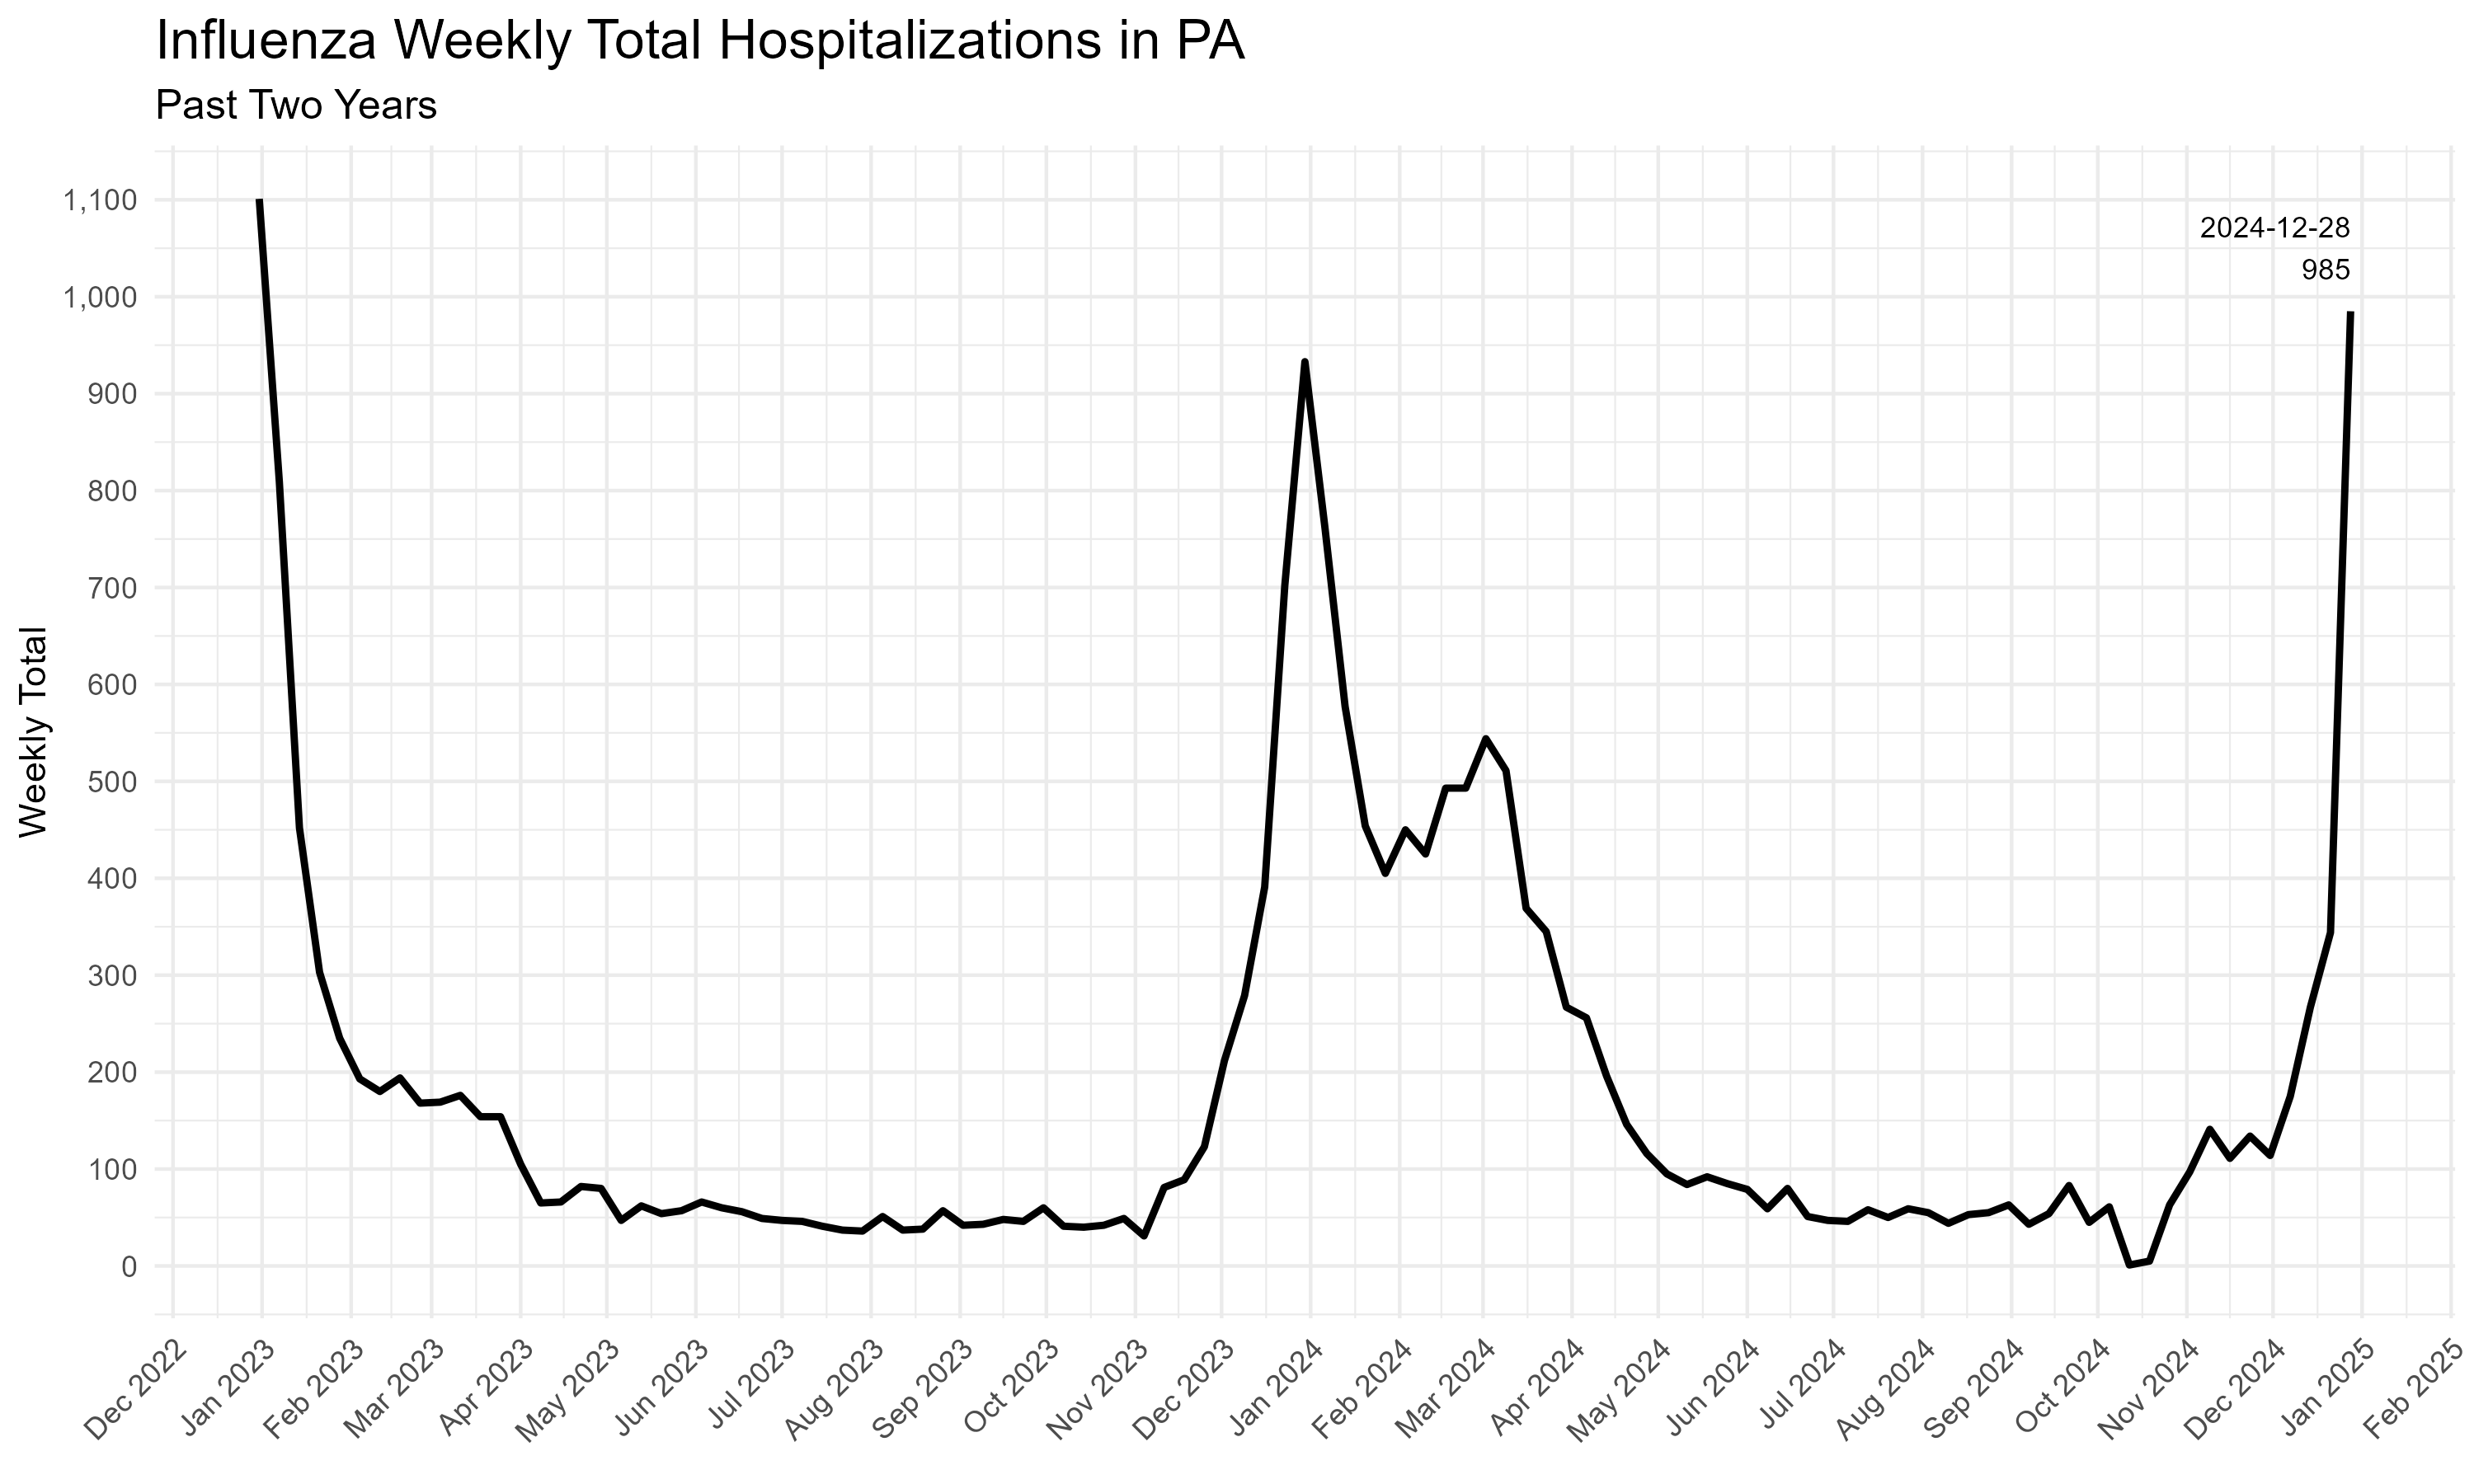 Influenza Weekly Total Hospitalizations in PA
Past Two Years
Weekly Total
1,100
1,000
900
800
700
600
500
400
300
200
100
0
2024-12-28
985
Dec 2022
Jan 2023
Feb 2023
Mar 2023
Apr 2023
May 2023
Jun 2023
Jul 2023
Aug 2023
Sep 2023
Oct 2023
Nov 2023
Dec 2023
Jan 2024
Feb 2024
Mar 2024
Apr 2024
May 2024
Jun 2024
Jul 2024
Aug 2024
Sep 2024
Oct 2024
Nov 2024
Dec 2024
Jan 2025
Feb 2025